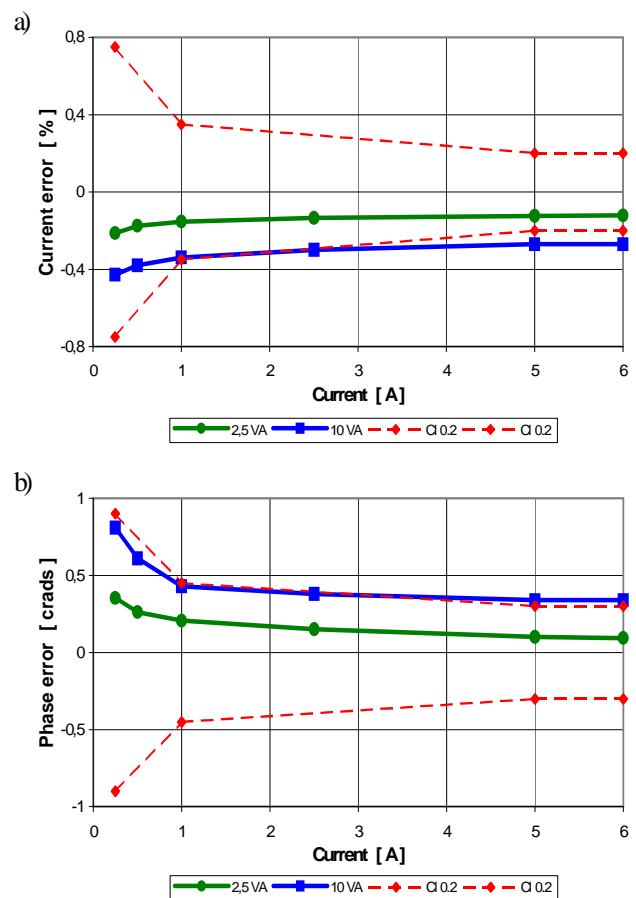 a)
0,8
0,4
0
-0,4
-0,8
Current error [ % ]
0 1 2 3 4 5 6
Current [ A ]
2,5 VA 10 VA Cl 0.2 Cl 0.2
b)
1
0,5
0
-0,5
-1
Phase error [ crads ]
0 1 2 3 4 5 6
Current [ A ]
2,5 VA 10 VA Cl 0.2 Cl 0.2